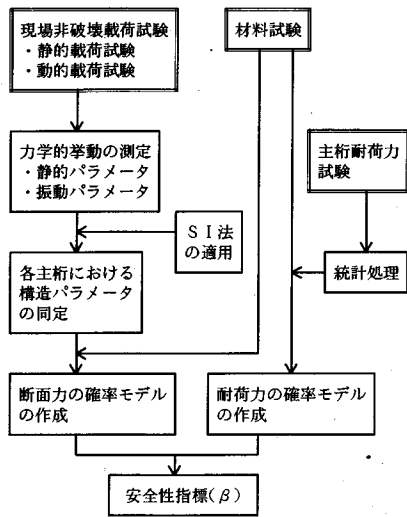 現場非破壊載荷試験
・静的載荷試験
・動的載荷試験
材料試験
力学的挙動の測定
・静的パラメータ
・振動パラメータ
主桁耐荷力
試験
ＳＩ法
の適用
各主桁における
構造パラメータ
の同定
統計処理
断面力の確率モデル
の作成
耐荷力の確率モデル
の作成
安全性指標(β)